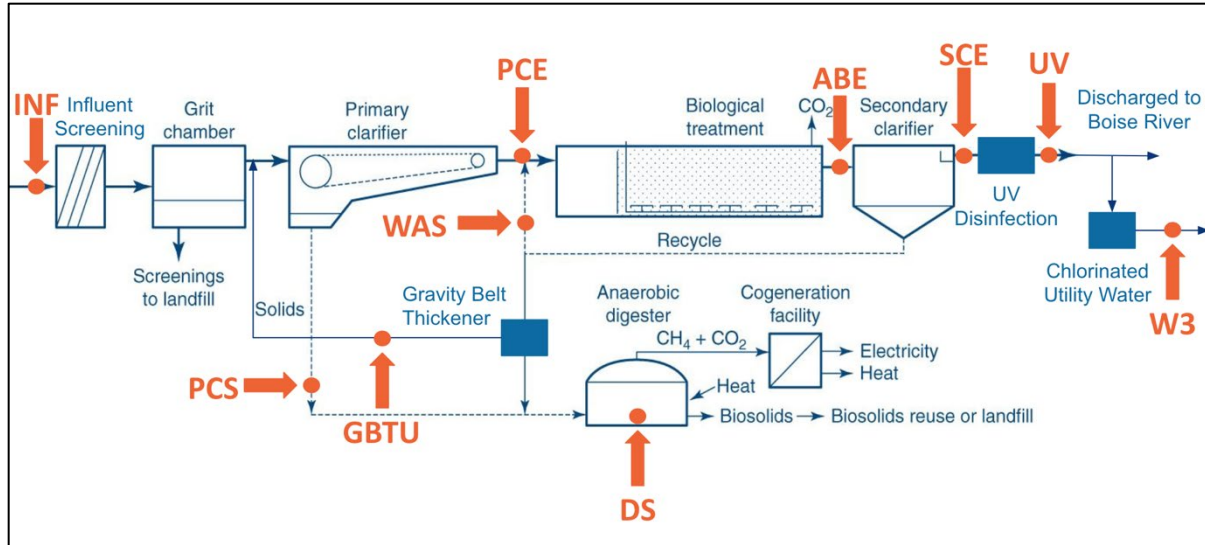 INF
Influent
Screening
Grit
chamber
Primary
clarifier
PCE
Biological
treatment
CO2
ABE
Secondary
clarifier
SCE
UV
Discharged to
Boise River
UV
Disinfection
WAS
Recycle
Screenings
to landfill
Solids
Gravity Belt
Thickener
Anaerobic
digester
CH4 + CO2
Cogeneration
facility
Electricity
Heat
Chlorinated
Utility Water
W3
PCS
GBTU
Heat
Biosolids
Biosolids reuse or landfill
DS